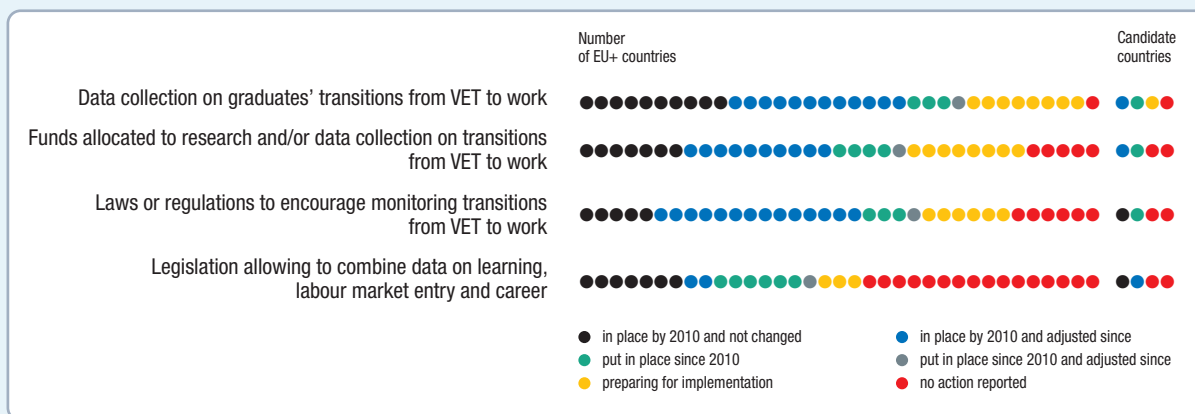 Number
of EU+ countries
Candidate
countries
Data collection on graduates’ transitions from VET to work
Funds allocated to research and/or data collection on transitions
from VET to work
Laws or regulations to encourage monitoring transitions
from VET to work
Legislation allowing to combine data on learning,
labour market entry and career
in place by 2010 and not changed
in place by 2010 and adjusted since
put in place since 2010
put in place since 2010 and adjusted since
preparing for implementation
no action reported